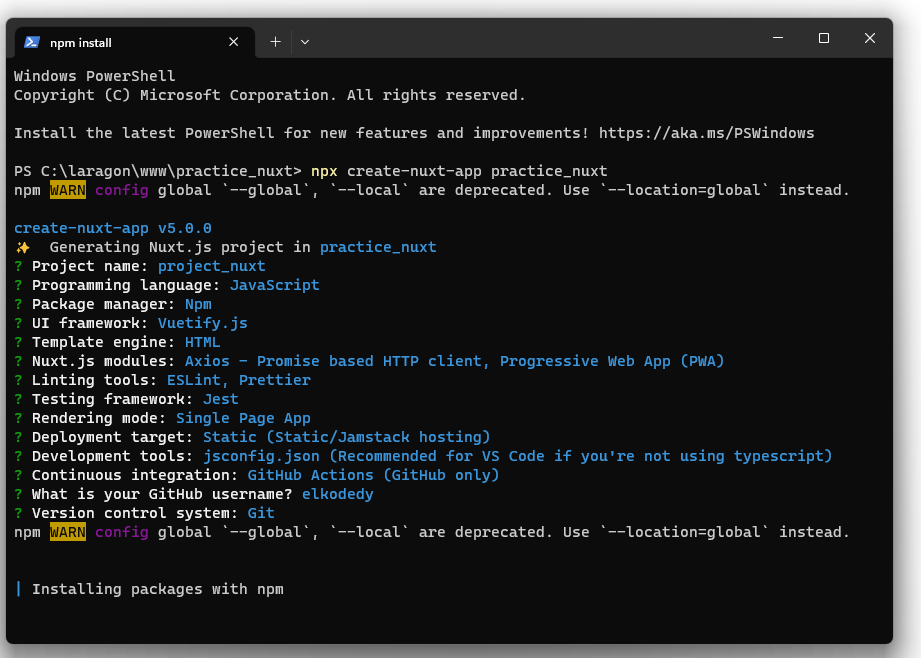 npm install
Windows PowerShell
Copyright (C) Microsoft Corporation. All rights reserved.
Install the latest PowerShell for new features and improvements! https://aka.ms/PSWindows
PS C:\laragon\www\practice_nuxt> npx create-nuxt-app practice_nuxt
npm WARN config global `--global`, `--local` are deprecated. Use `--location=global` instead.
create-nuxt-app v5.0.0
✨ Generating Nuxt.js project in practice_nuxt
? Project name: project_nuxt
? Programming language: JavaScript
? Package manager: Npm
? UI framework: Vuetify.js
? Template engine: HTML
? Nuxt.js modules: Axios - Promise based HTTP client, Progressive Web App (PWA)
? Linting tools: ESLint, Prettier
? Testing framework: Jest
? Rendering mode: Single Page App
? Deployment target: Static (Static/Jamstack hosting)
? Development tools: jsconfig.json (Recommended for VS Code if you're not using typescript)
? Continuous integration: GitHub Actions (GitHub only)
? What is your GitHub username? elkodedy
? Version control system: Git
npm WARN config global `--global`, `--local` are deprecated. Use `--location=global` instead.
| Installing packages with npm